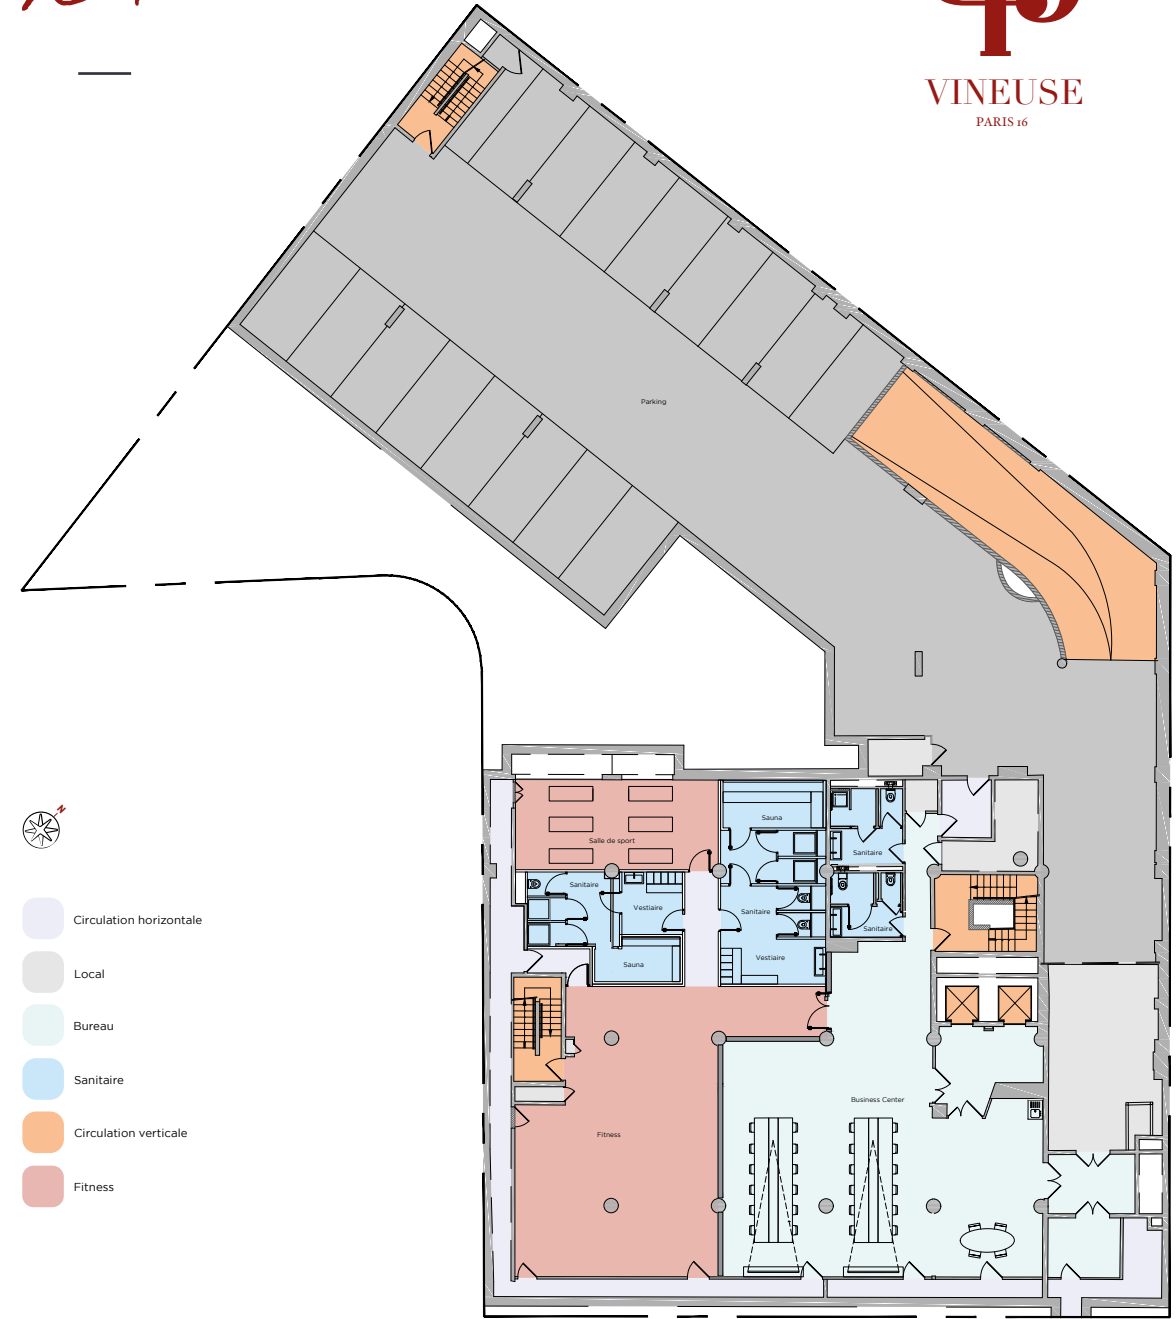 VINEUSE
PARIS 16
Parking
Sauna
Salle de sport
Sanitaire
Sanitaire
Vestiaire
Sanitaire
Sanitaire
Sauna
Vestiaire
N
Circulation horizontale
Local
Bureau
Sanitaire
Circulation verticale
Fitness
Business Center
Fitness